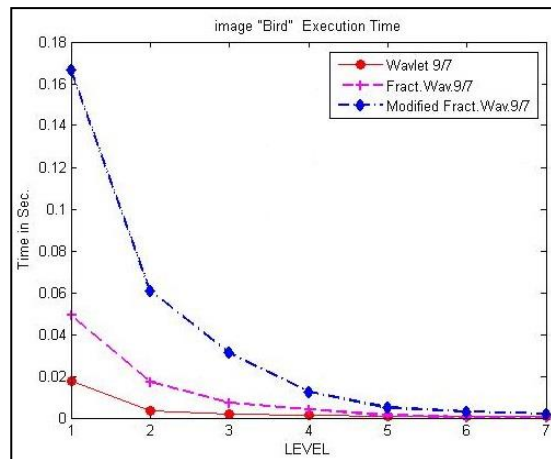 image "Bird" Execution Time
Wavlet 9/7
Fract.Wav.9/7
Modified Fract.Wav.9/7
Time in Sec.
0.18
0.16
0.14
0.12
0.1
0.08
0.06
0.04
0.02
0
1 2 3 4 5 6 7
LEVEL